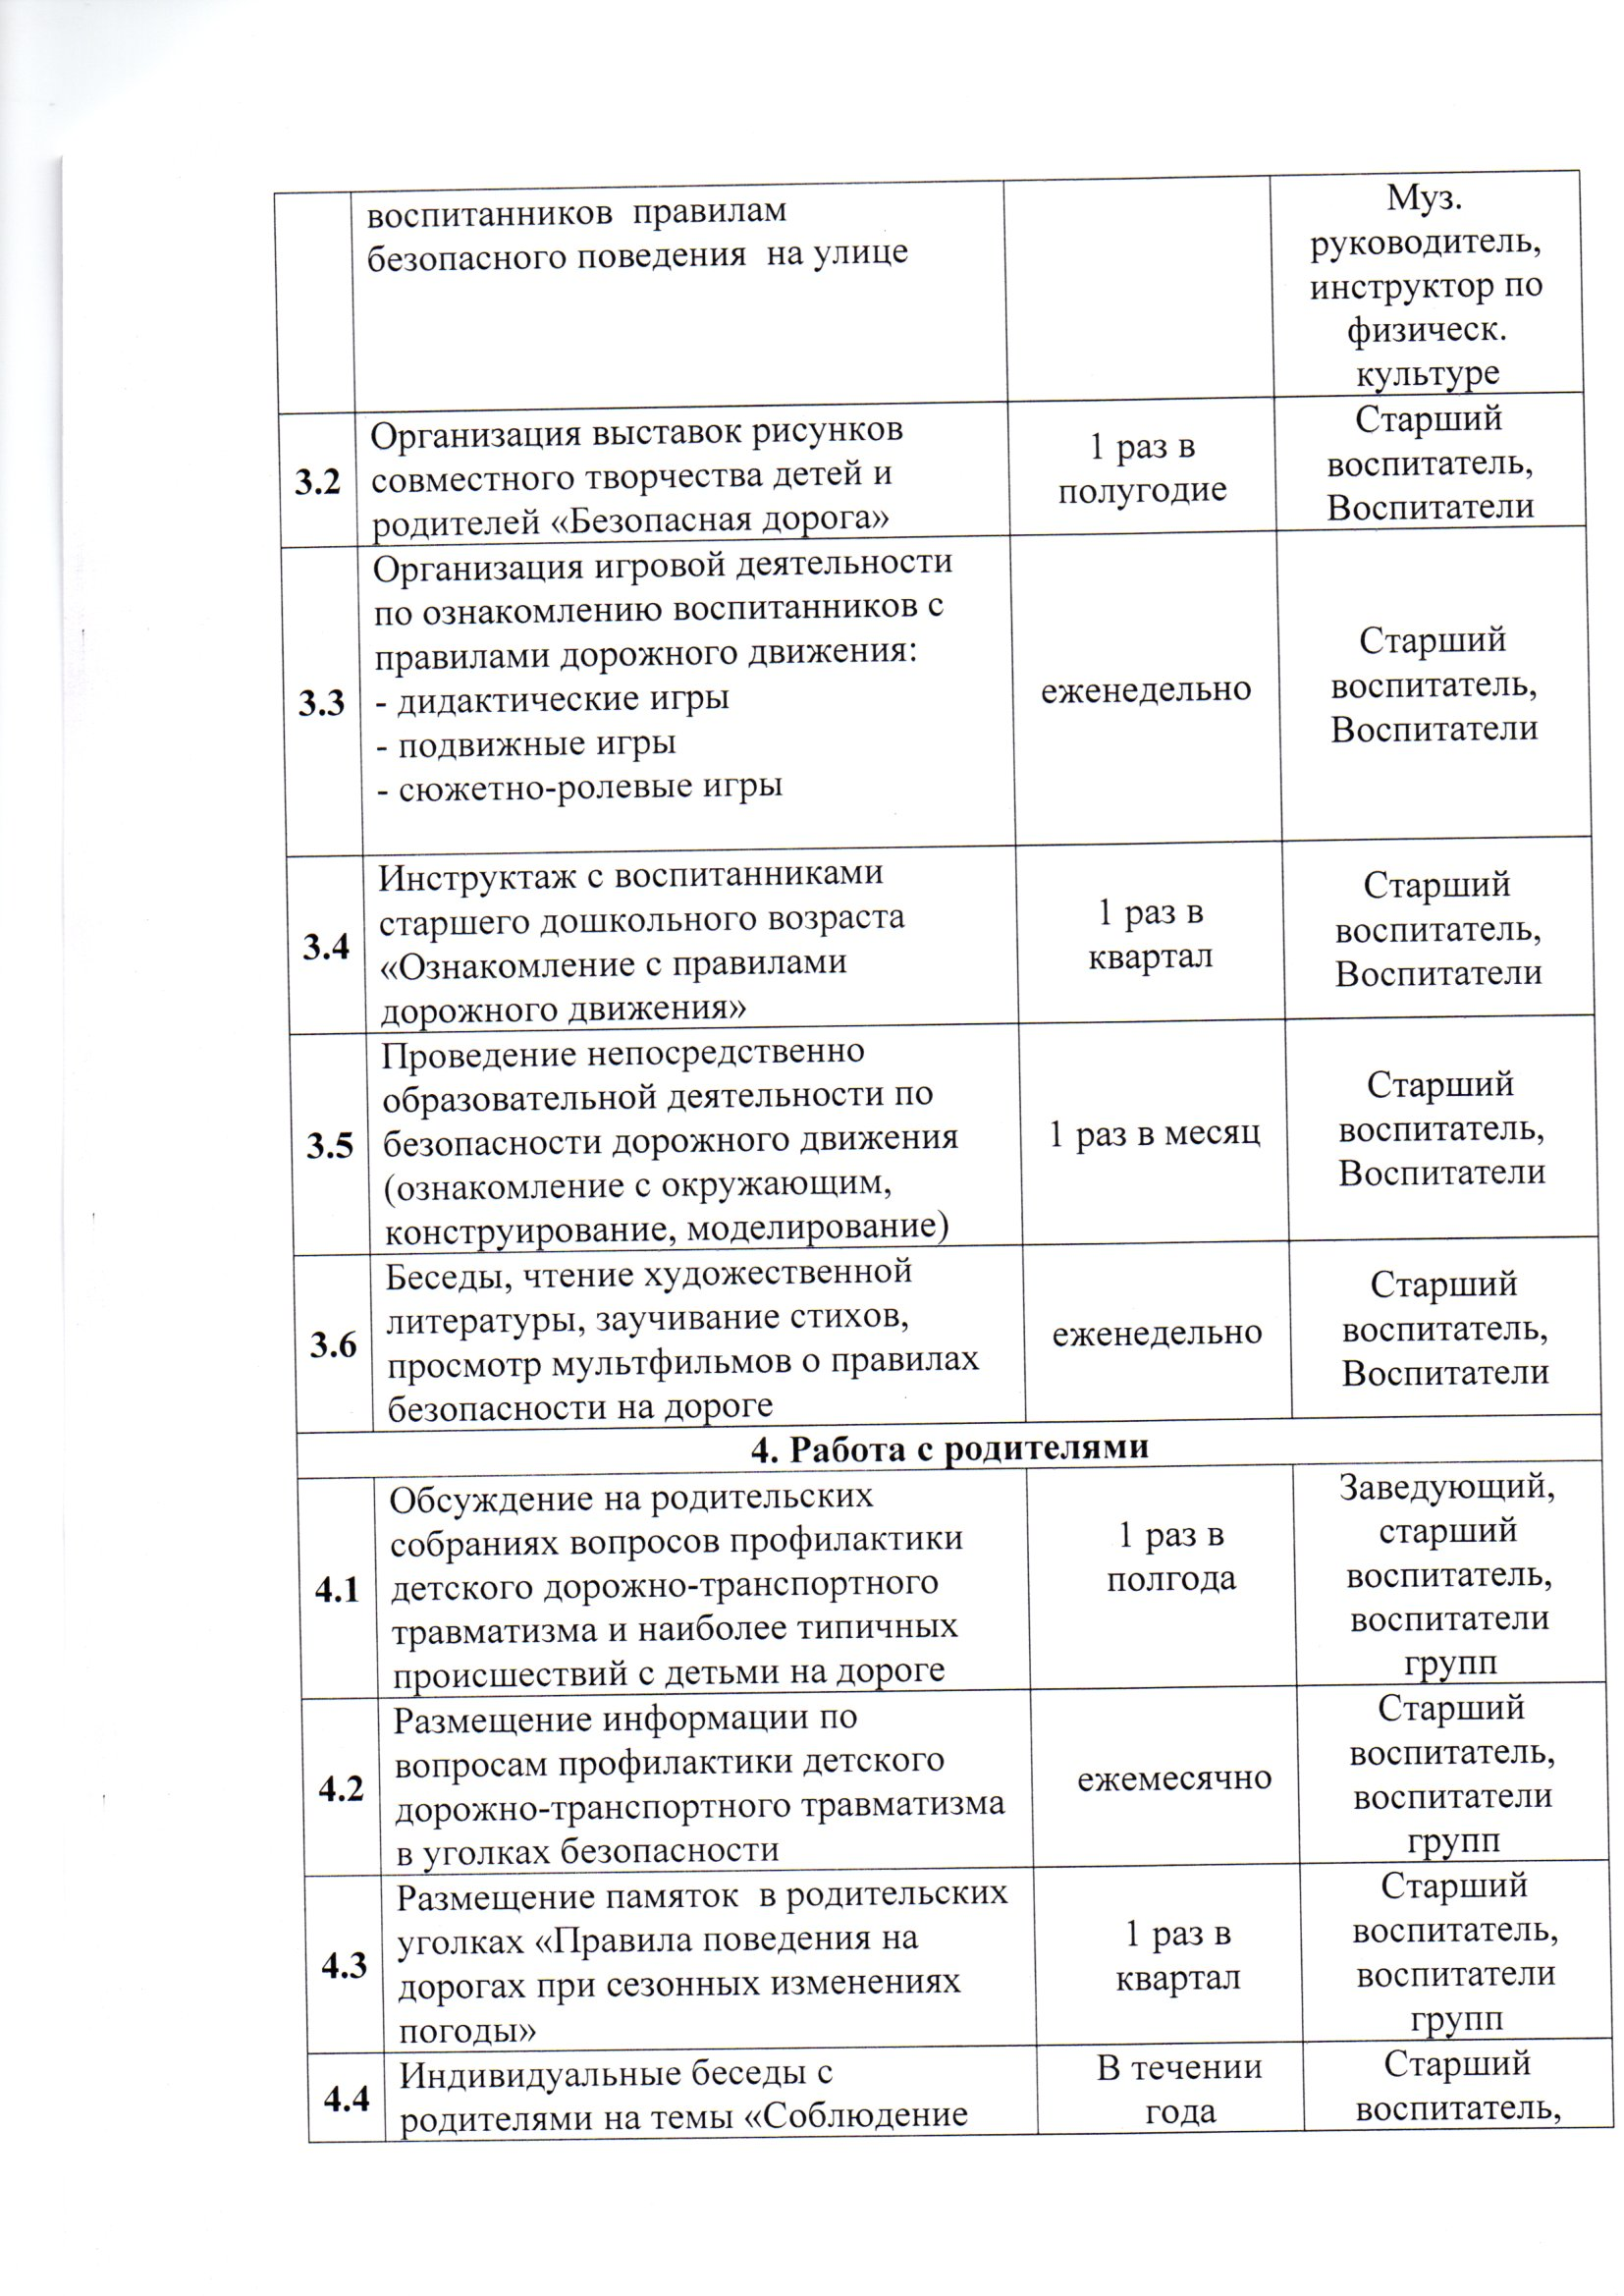 воспитанников правилам
безопасного поведения на улице
Муз.
руководитель,
инструктор по
физическ.
культуре
3.2
Организация выставок рисунков
совместного творчества детей и
родителей «Безопасная дорога»
1 раз в
полугодие
Старший
воспитатель,
Воспитатели
3.3
Организация игровой деятельности
по ознакомлению воспитанников с
правилами дорожного движения:
- дидактические игры
- подвижные игры
- сюжетно-ролевые игры
еженедельно
Старший
воспитатель,
Воспитатели
3.4
Инструктаж с воспитанниками
старшего дошкольного возраста
«Ознакомление с правилами
дорожного движения»
1 раз в
квартал
Старший
воспитатель,
Воспитатели
3.5
Проведение непосредственно
образовательной деятельности по
безопасности дорожного движения
(ознакомление с окружающим,
конструирование, моделирование)
1 раз в месяц
Старший
воспитатель,
Воспитатели
3.6
Беседы, чтение художественной
литературы, заучивание стихов,
просмотр мультфильмов о правилах
безопасности на дороге
еженедельно
Старший
воспитатель,
Воспитатели
4. Работа с родителями
4.1
Обсуждение на родительских
собраниях вопросов профилактики
детского дорожно-транспортного
травматизма и наиболее типичных
происшествий с детьми на дороге
1 раз в
полгода
Заведующий,
старший
воспитатель,
воспитатели
групп
4.2
Размещение информации по
вопросам профилактики детского
дорожно-транспортного травматизма
в уголках безопасности
ежемесячно
Старший
воспитатель,
воспитатели
групп
4.3
Размещение памяток в родительских
уголках «Правила поведения на
дорогах при сезонных изменениях
погоды»
1 раз в
квартал
Старший
воспитатель,
воспитатели
групп
4.4
Индивидуальные беседы с
родителями на темы «Соблюдение
В течении
года
Старший
воспитатель,